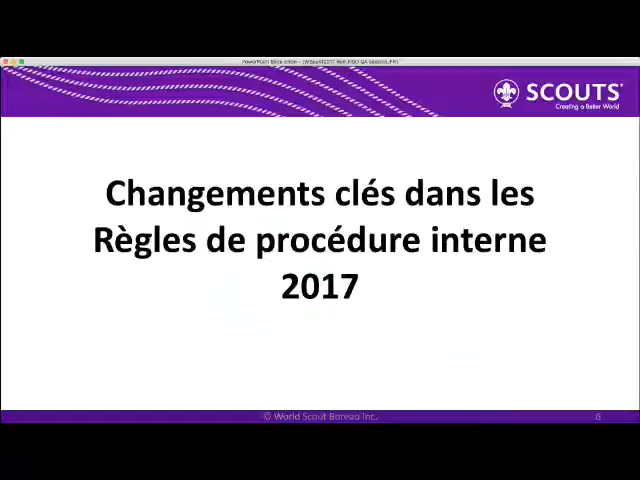 SCOUTS
Creating a Better World
Changements clés dans les
Règles de procédure interne
2017
© World Scout Bureau Inc.
6